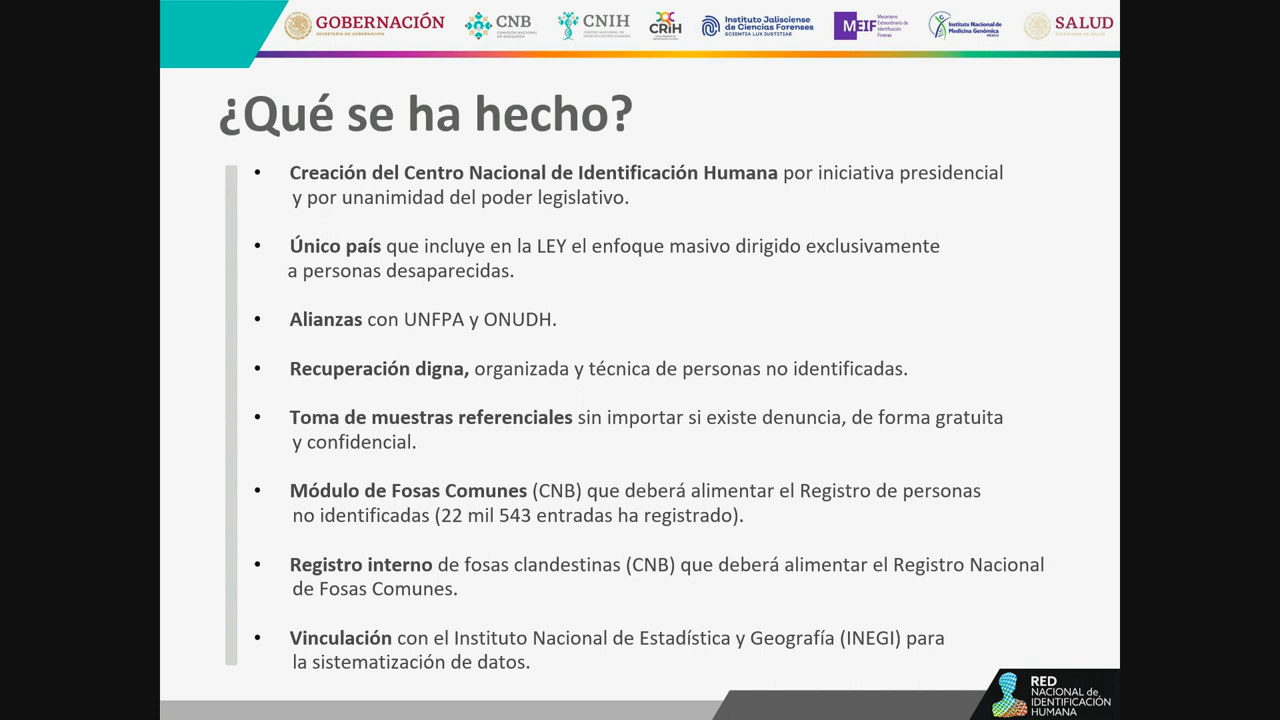 GOBERNACIÓN
SECRETARÍA DE GOBERNACIÓN
CNB
COMISIÓN NACIONAL
DE BÚSQUEDA
CNIH
CENTRO NACIONAL DE
IDENTIFICACIÓN HUMANA
CRIH
Instituto Jalisciense
de Ciencias Forenses
SCIENTIA LUX IUSTITIAE
MEIF
Mecanismo
Extraordinario de
Identificación
Forense
Instituto Nacional de
Medicina Genómica
MÉXICO
SALUD
SECRETARÍA DE SALUD
¿Qué se ha hecho?
• Creación del Centro Nacional de Identificación Humana por iniciativa presidencial
y por unanimidad del poder legislativo.
• Único país que incluye en la LEY el enfoque masivo dirigido exclusivamente
a personas desaparecidas.
• Alianzas con UNFPA y ONUDH.
• Recuperación digna, organizada y técnica de personas no identificadas.
• Toma de muestras referenciales sin importar si existe denuncia, de forma gratuita
y confidencial.
• Módulo de Fosas Comunes (CNB) que deberá alimentar el Registro de personas
no identificadas (22 mil 543 entradas ha registrado).
• Registro interno de fosas clandestinas (CNB) que deberá alimentar el Registro Nacional
de Fosas Comunes.
• Vinculación con el Instituto Nacional de Estadística y Geografía (INEGI) para
la sistematización de datos.
RED
NACIONAL de
IDENTIFICACIÓN
HUMANA